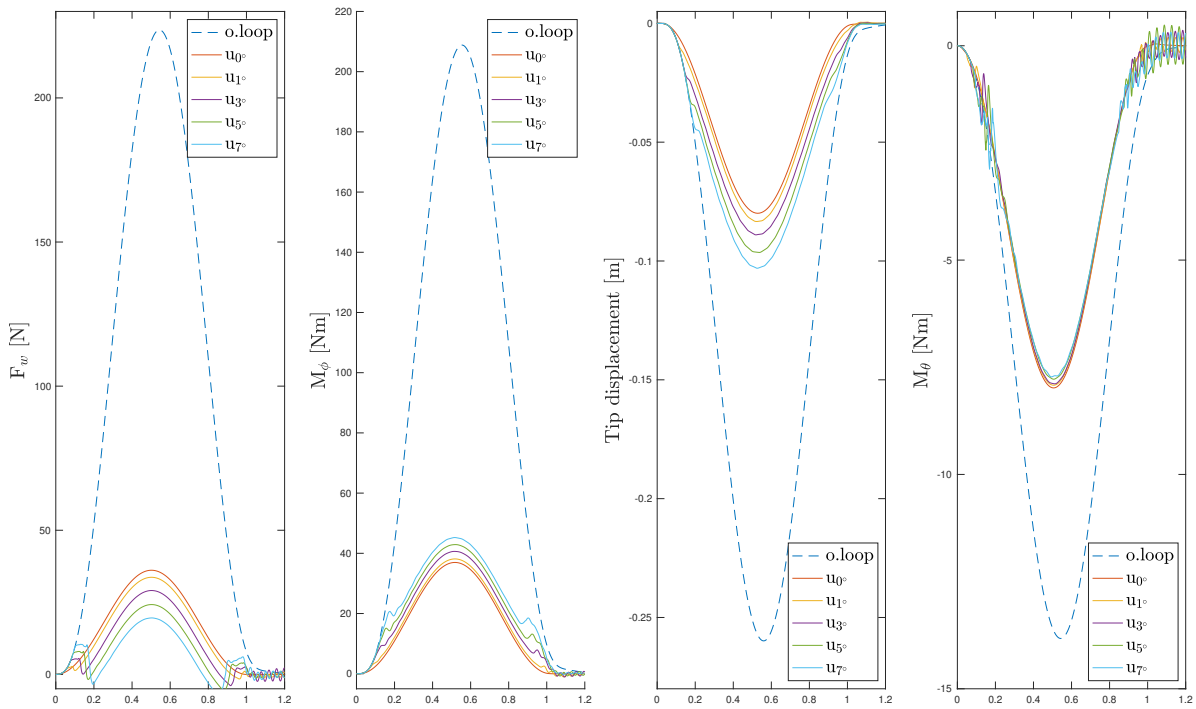 F_w [N]
0
50
100
150
200
0 0.2 0.4 0.6 0.8 1 1.2
o.loop
u_0°
u_1°
u_3°
u_5°
u_7°
M_ϕ [Nm]
0
20
40
60
80
100
120
140
160
180
200
220
0 0.2 0.4 0.6 0.8 1 1.2
o.loop
u_0°
u_1°
u_3°
u_5°
u_7°
Tip displacement [m]
0
-0.05
-0.1
-0.15
-0.2
-0.25
0 0.2 0.4 0.6 0.8 1 1.2
o.loop
u_0°
u_1°
u_3°
u_5°
u_7°
M_θ [Nm]
0
-5
-10
-15
0 0.2 0.4 0.6 0.8 1 1.2
o.loop
u_0°
u_1°
u_3°
u_5°
u_7°